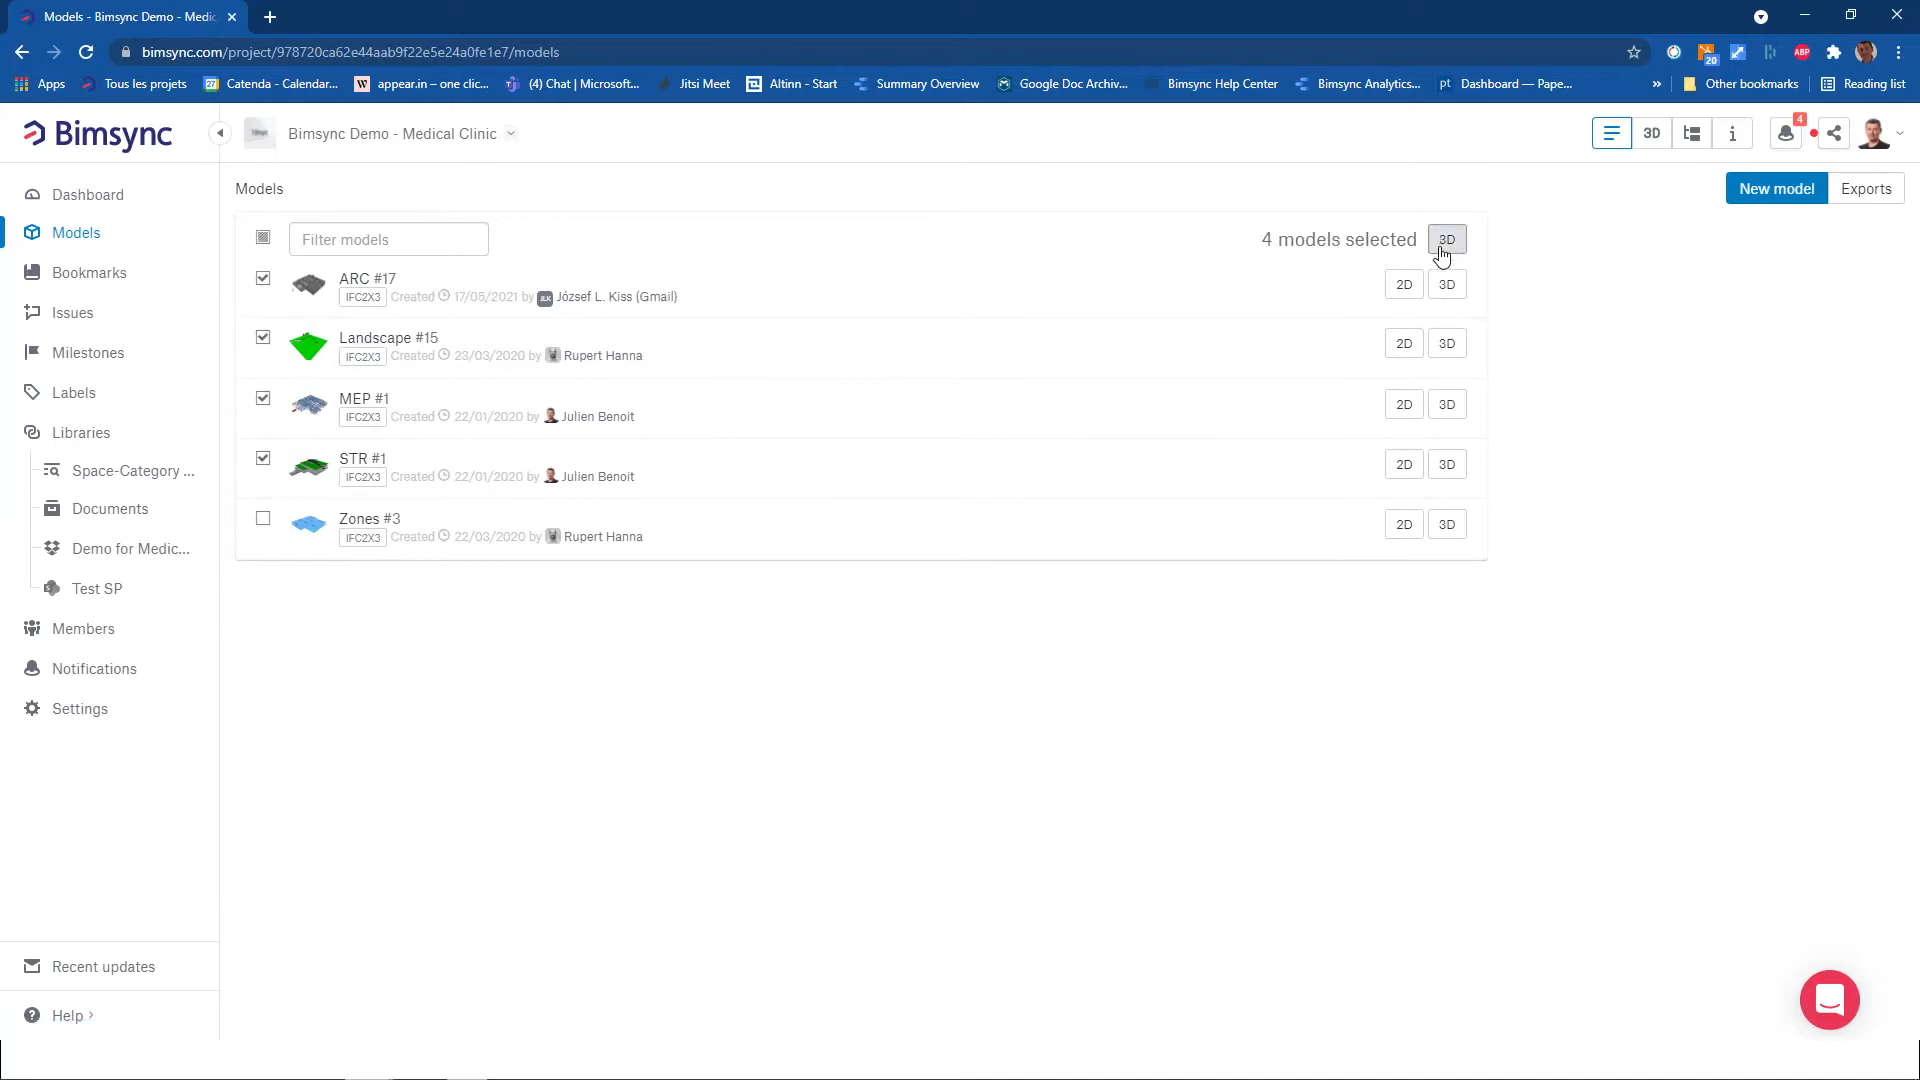 Models - Bimsync Demo - Medic
bimsync.com/project/978720ca62e44aab9f22e5e24a0fe1e7/models
20
ABP
Apps
Tous les projets
27
Catenda - Calendar...
appear.in – one clic...
(4) Chat | Microsoft...
Jitsi Meet
Altinn - Start
Summary Overview
Google Doc Archiv...
Bimsync Help Center
Bimsync Analytics...
pt
Dashboard — Pape...
»
Other bookmarks
Reading list
Bimsync
Bimsync Demo - Medical Clinic
3D
4
Dashboard
Models
Bookmarks
Issues
Milestones
Labels
Libraries
Space-Category ...
Documents
Demo for Medic...
Test SP
Members
Notifications
Settings
Recent updates
Help
Models
New model
Exports
Filter models
4 models selected
3D
ARC #17
IFC2X3 Created 17/05/2021 by JLK József L. Kiss (Gmail)
2D 3D
Landscape #15
IFC2X3 Created 23/03/2020 by Rupert Hanna
2D 3D
MEP #1
IFC2X3 Created 22/01/2020 by Julien Benoit
2D 3D
STR #1
IFC2X3 Created 22/01/2020 by Julien Benoit
2D 3D
Zones #3
IFC2X3 Created 22/03/2020 by Rupert Hanna
2D 3D